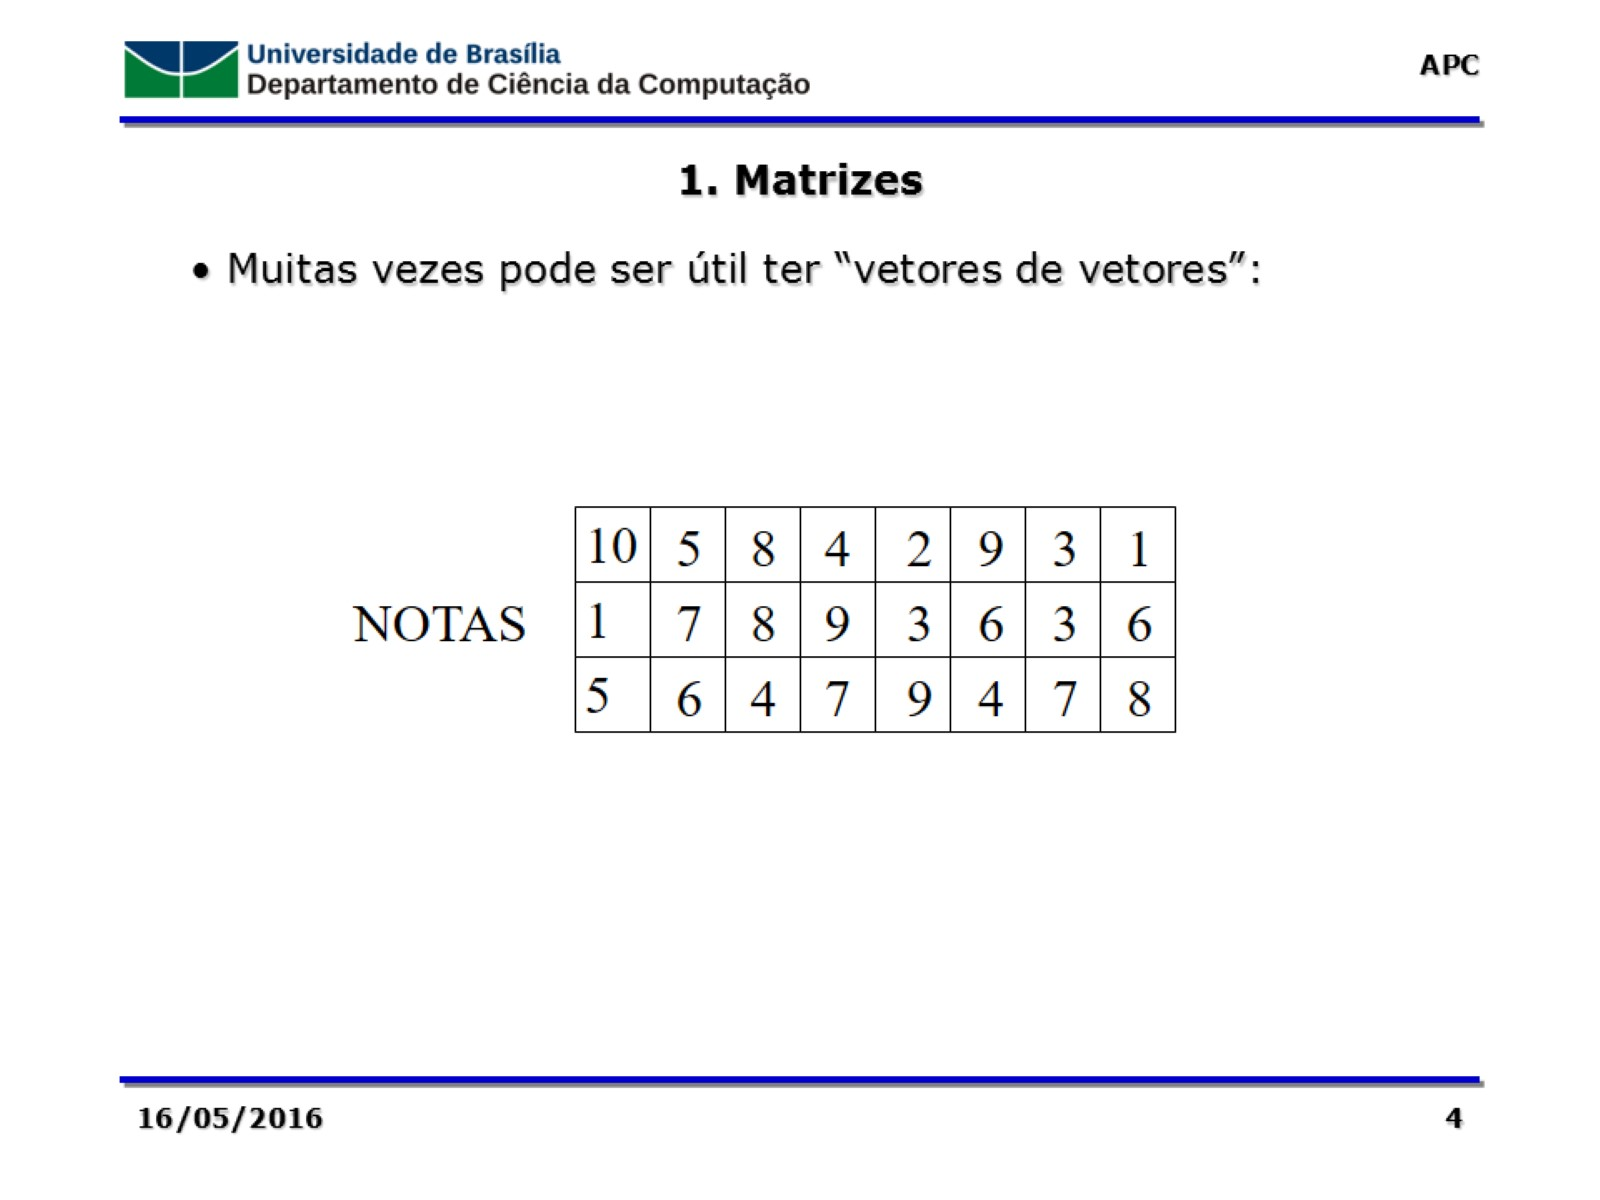 Universidade de Brasília
Departamento de Ciência da Computação
APC
1. Matrizes
• Muitas vezes pode ser útil ter “vetores de vetores”:
10 5 8 4 2 9 3 1
NOTAS 1 7 8 9 3 6 3 6
5 6 4 7 9 4 7 8
16/05/2016
4